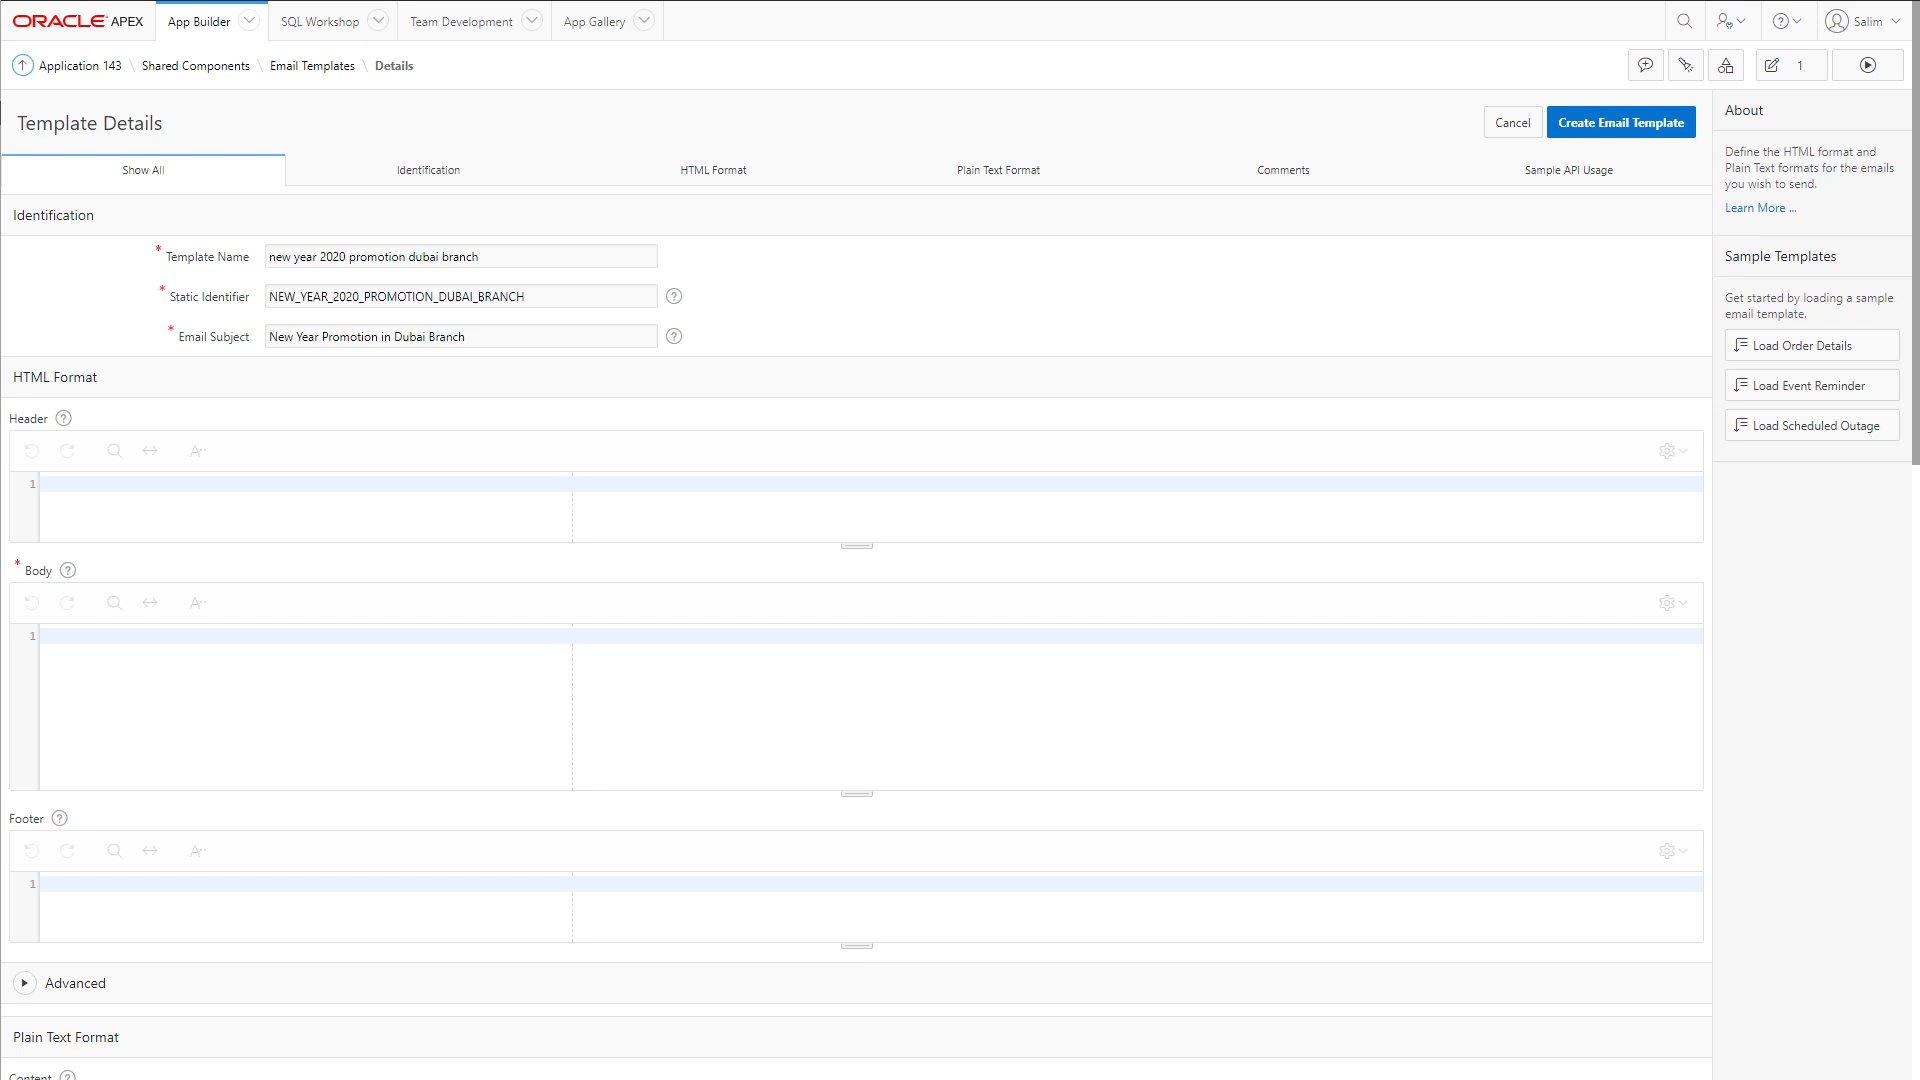 ORACLE APEX App Builder SQL Workshop Team Development App Gallery Salim
Application 143 \ Shared Components \ Email Templates \ Details 1
About
Template Details Cancel Create Email Template
Define the HTML format and
Plain Text formats for the emails
you wish to send.
Learn More ...
Show All Identification HTML Format Plain Text Format Comments Sample API Usage
Identification
* Template Name new year 2020 promotion dubai branch
Sample Templates
* Static Identifier NEW_YEAR_2020_PROMOTION_DUBAI_BRANCH
Get started by loading a sample
email template.
* Email Subject New Year Promotion in Dubai Branch
Load Order Details
HTML Format
Load Event Reminder
Header
Load Scheduled Outage
1
* Body
1
Footer
1
Advanced
Plain Text Format
Content